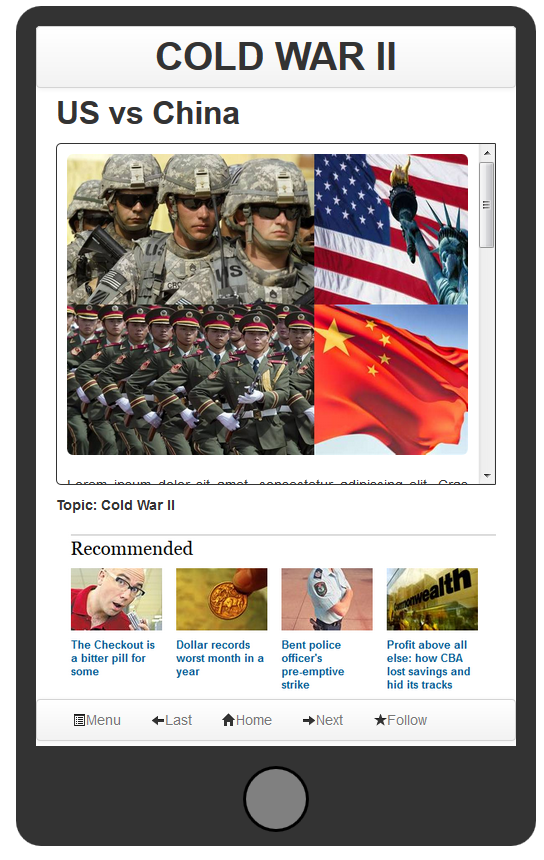 COLD WAR II
US vs China
US
Lorem ipsum dolor sit amet, consectetur adipiscing elit. Cras
Topic: Cold War II
Recommended
monwealth
The Checkout is
a bitter pill for
some
Dollar records
worst month in a
year
Bent police
officer's
pre-emptive
strike
Profit above all
else: how CBA
lost savings and
hid its tracks
Menu
Last
Home
Next
Follow